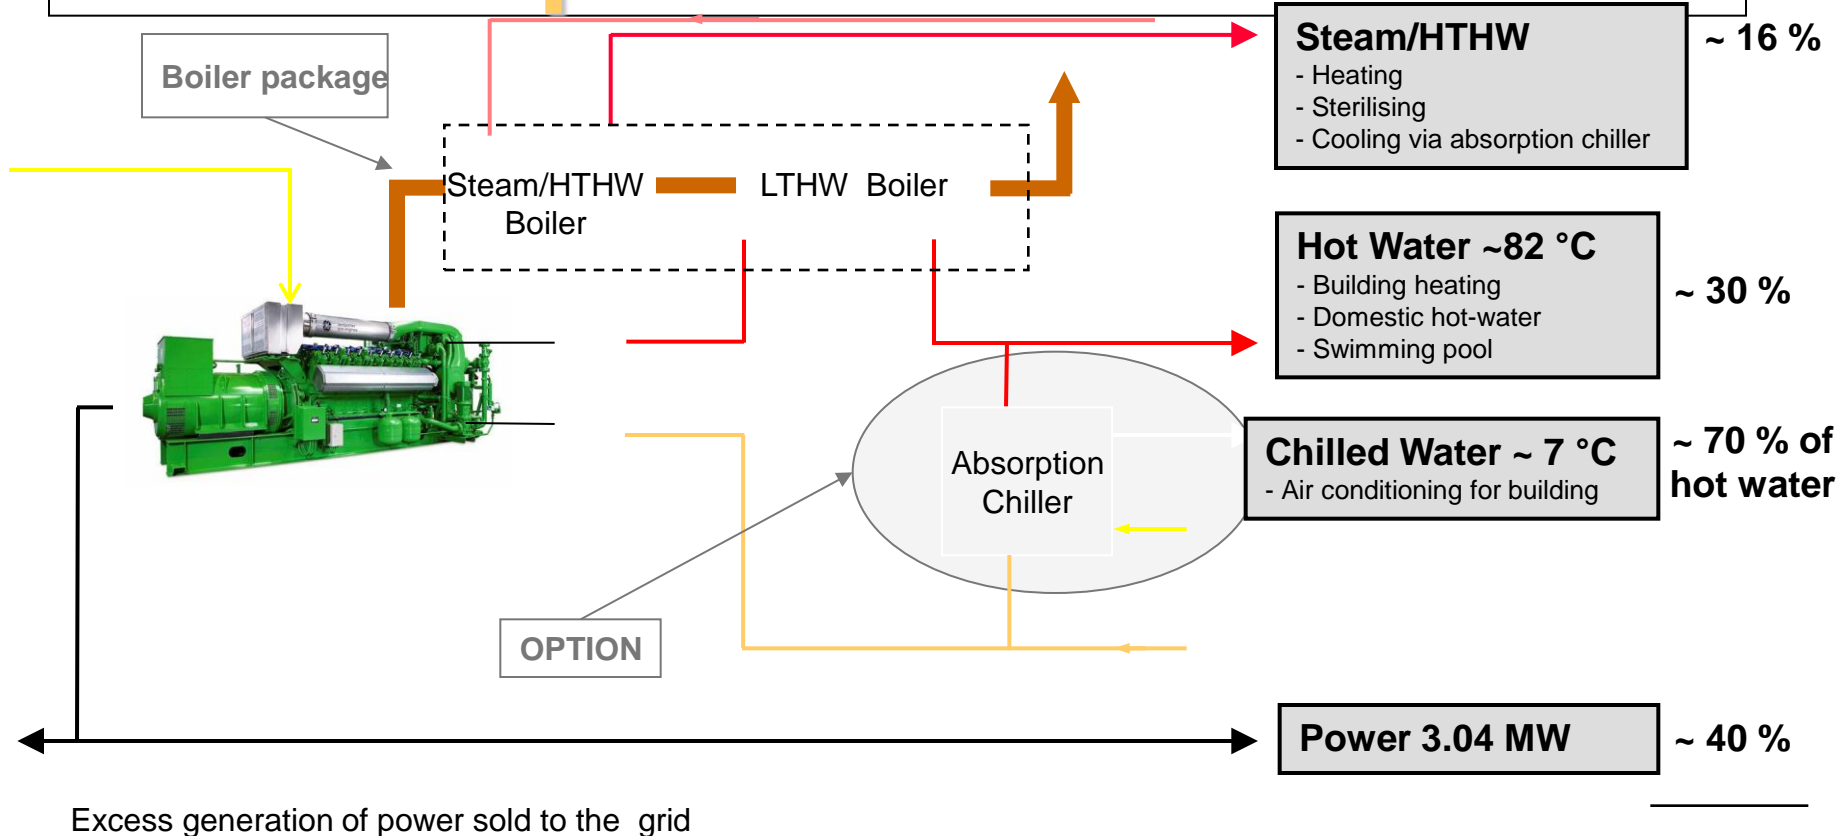 Steam/HTHW
- Heating
- Sterilising
- Cooling via absorption chiller
~ 16 %
Boiler package
Steam/HTHW
Boiler
LTHW Boiler
Hot Water ~82 °C
- Building heating
- Domestic hot-water
- Swimming pool
~ 30 %
Absorption
Chiller
Chilled Water ~ 7 °C
- Air conditioning for building
~ 70 % of
hot water
OPTION
Power 3.04 MW
~ 40 %
Excess generation of power sold to the grid